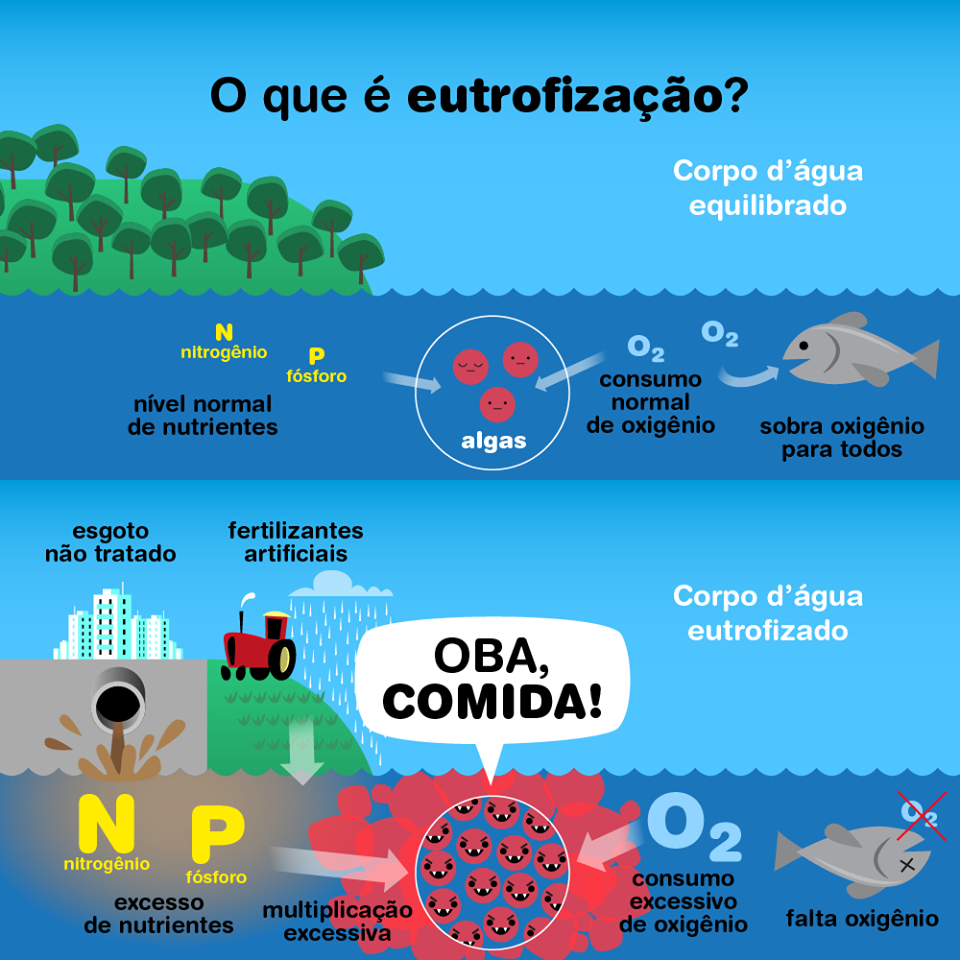 O que é eutrofização?
Corpo d'água
equilibrado
N
nitrogênio
P
fósforo
nível normal
de nutrientes
algas
O2
O2
consumo
normal
de oxigênio
sobra oxigênio
para todos
esgoto
não tratado
fertilizantes
artificiais
Corpo d'água
eutrofizado
OBA,
COMIDA!
N
nitrogênio
P
fósforo
excesso
de nutrientes
multiplicação
excessiva
O2
consumo
excessivo
de oxigênio
O2
falta oxigênio